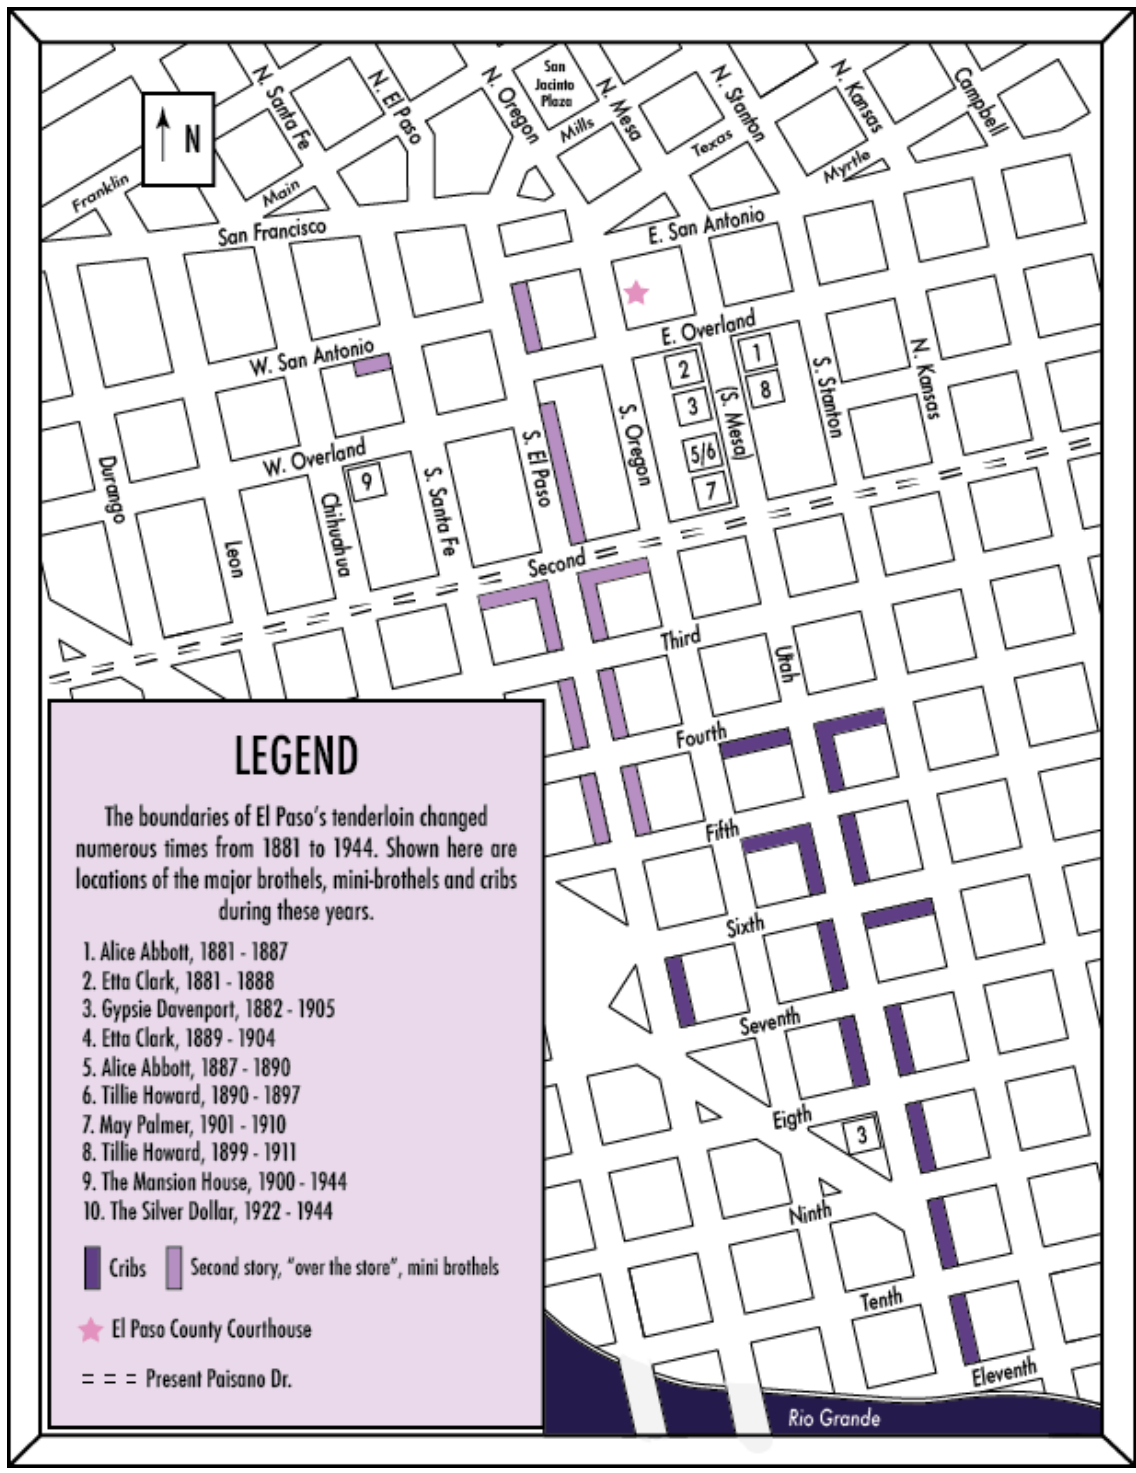 San
Jacinto
Plaza
N. Santa Fe
N. El Paso
N. Oregon
N. Mesa
N. Stanton
N. Kansas
Campbell
N
Mills
Texas
Myrtle
Franklin
Main
San Francisco
E. San Antonio
E. Overland
W. San Antonio
1
2
8
3
5/6
7
(S. Mesa)
S. Stanton
N. Kansas
S. Oregon
S. El Paso
W. Overland
9
Durango
Leon
Chihuahua
S. Santa Fe
Second
Third
Utah
Fourth
Fifth
Sixth
Seventh
Eigth
3
Ninth
Tenth
Eleventh
Rio Grande
LEGEND
The boundaries of El Paso's tenderloin changed
numerous times from 1881 to 1944. Shown here are
locations of the major brothels, mini-brothels and cribs
during these years.
1. Alice Abbott, 1881 - 1887
2. Etta Clark, 1881 - 1888
3. Gypsie Davenport, 1882 - 1905
4. Etta Clark, 1889 - 1904
5. Alice Abbott, 1887 - 1890
6. Tillie Howard, 1890 - 1897
7. May Palmer, 1901 - 1910
8. Tillie Howard, 1899 - 1911
9. The Mansion House, 1900 - 1944
10. The Silver Dollar, 1922 - 1944
Cribs
Second story, "over the store", mini brothels
El Paso County Courthouse
Present Paisano Dr.